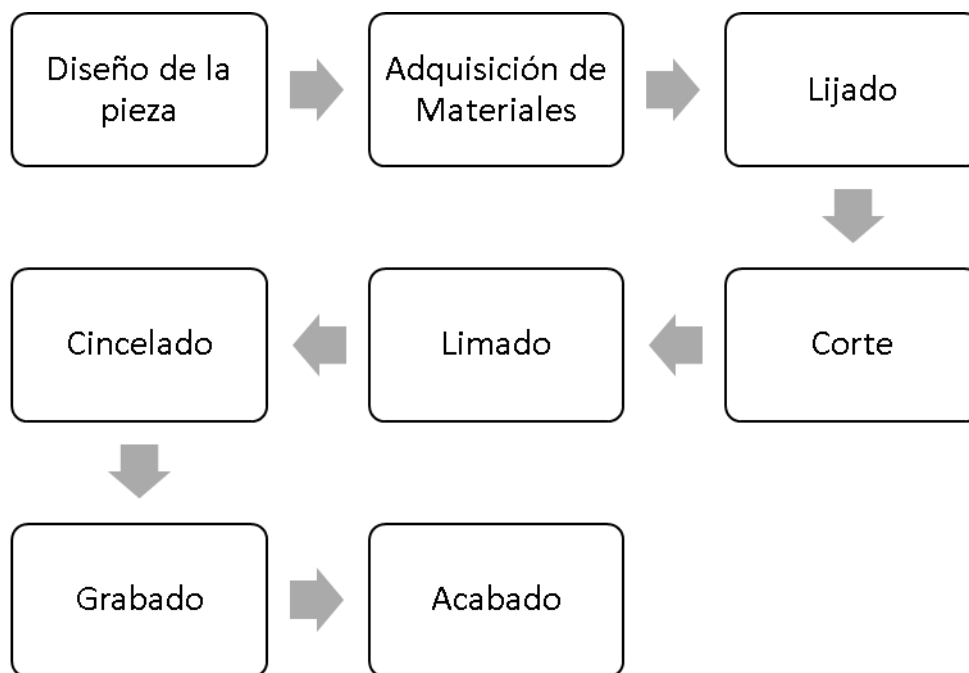 Diseño de la
pieza
Adquisición de
Materiales
Lijado
Corte
Limado
Cincelado
Grabado
Acabado